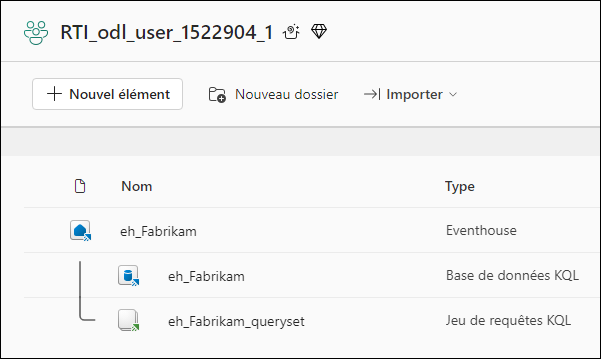 RTI_odl_user_1522904_1
Nouvel élément Nouveau dossier Importer
Nom Type
eh_Fabrikam Eventhouse
eh_Fabrikam Base de données KQL
eh_Fabrikam_queryset Jeu de requêtes KQL